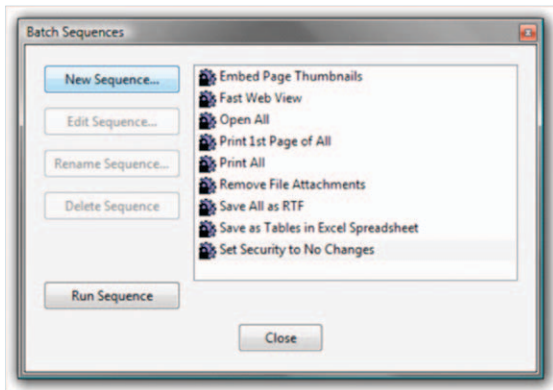 Batch Sequences
New Sequence...
Edit Sequence...
Rename Sequence...
Delete Sequence
Run Sequence
Embed Page Thumbnails
Fast Web View
Open All
Print 1st Page of All
Print All
Remove File Attachments
Save All as RTF
Save as Tables in Excel Spreadsheet
Set Security to No Changes
Close